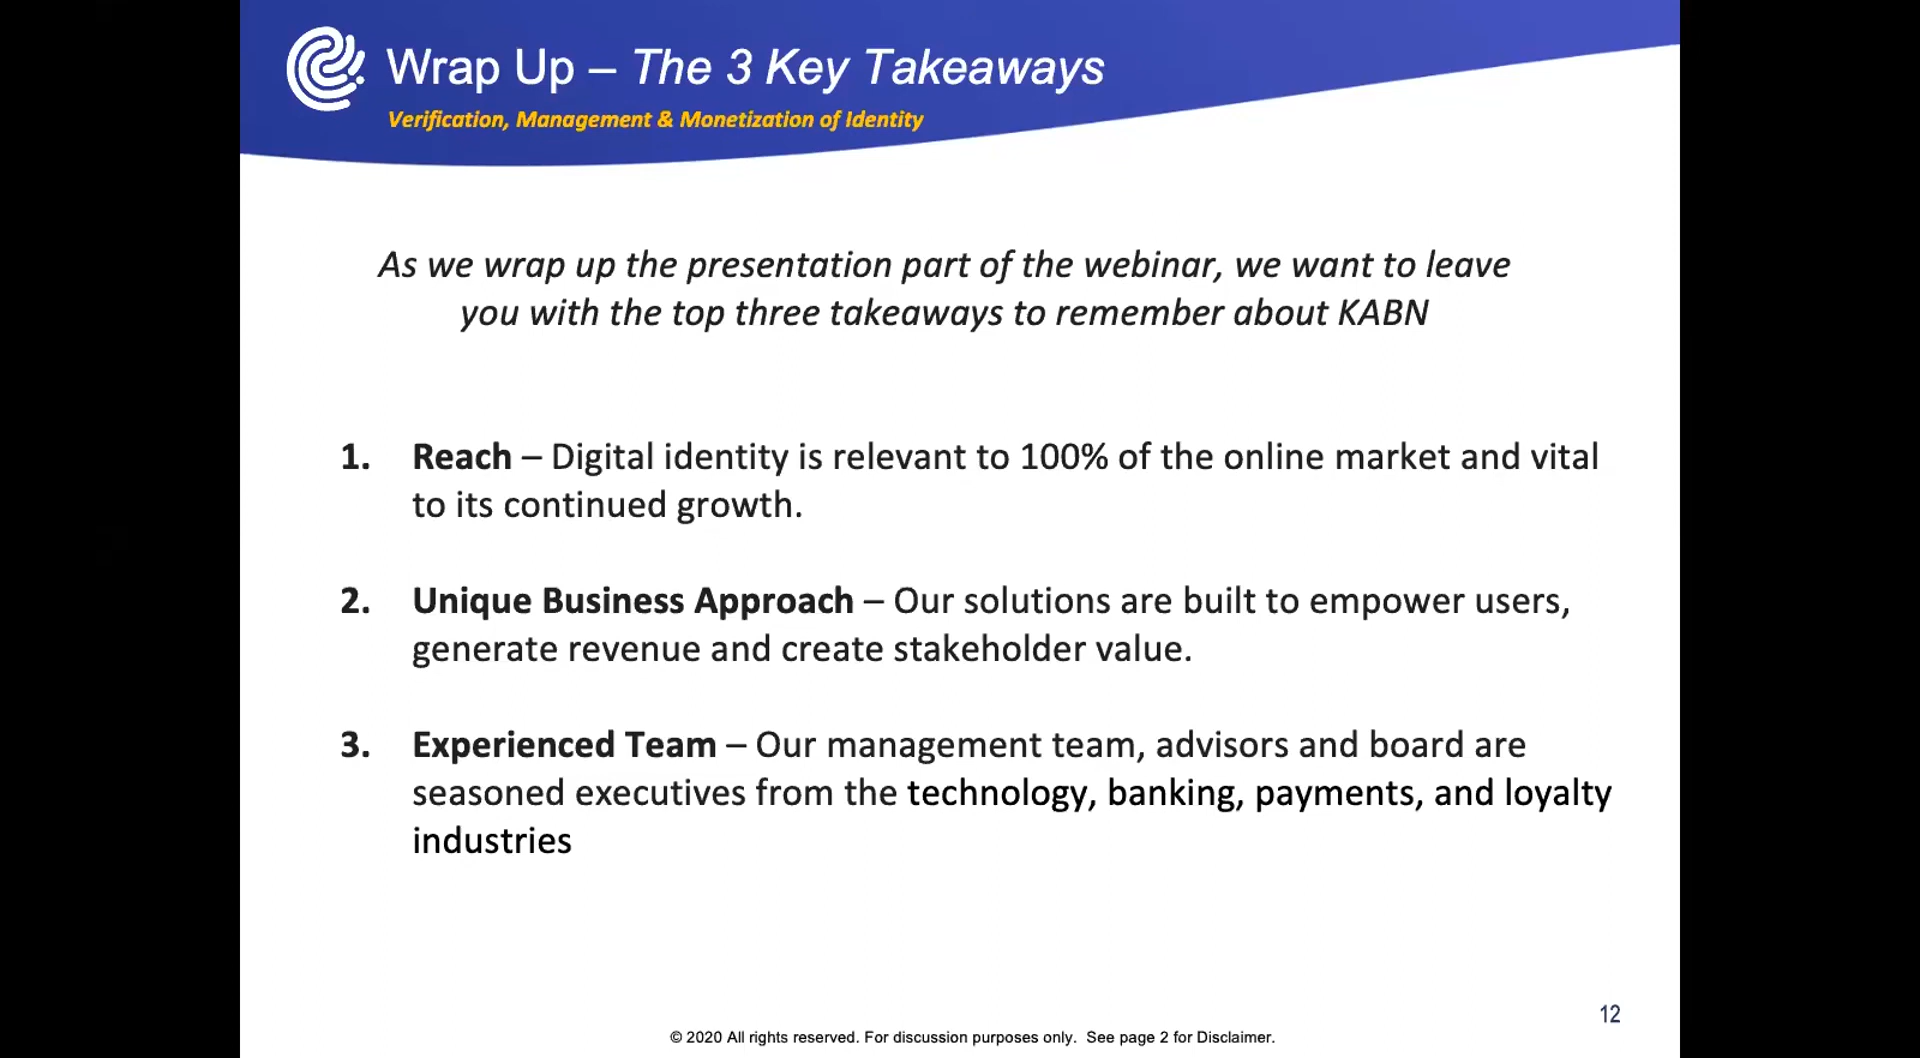 Wrap Up – The 3 Key Takeaways
Verification, Management & Monetization of Identity
As we wrap up the presentation part of the webinar, we want to leave
you with the top three takeaways to remember about KABN
1. Reach – Digital identity is relevant to 100% of the online market and vital
to its continued growth.
2. Unique Business Approach – Our solutions are built to empower users,
generate revenue and create stakeholder value.
3. Experienced Team – Our management team, advisors and board are
seasoned executives from the technology, banking, payments, and loyalty
industries
12
© 2020 All rights reserved. For discussion purposes only. See page 2 for Disclaimer.